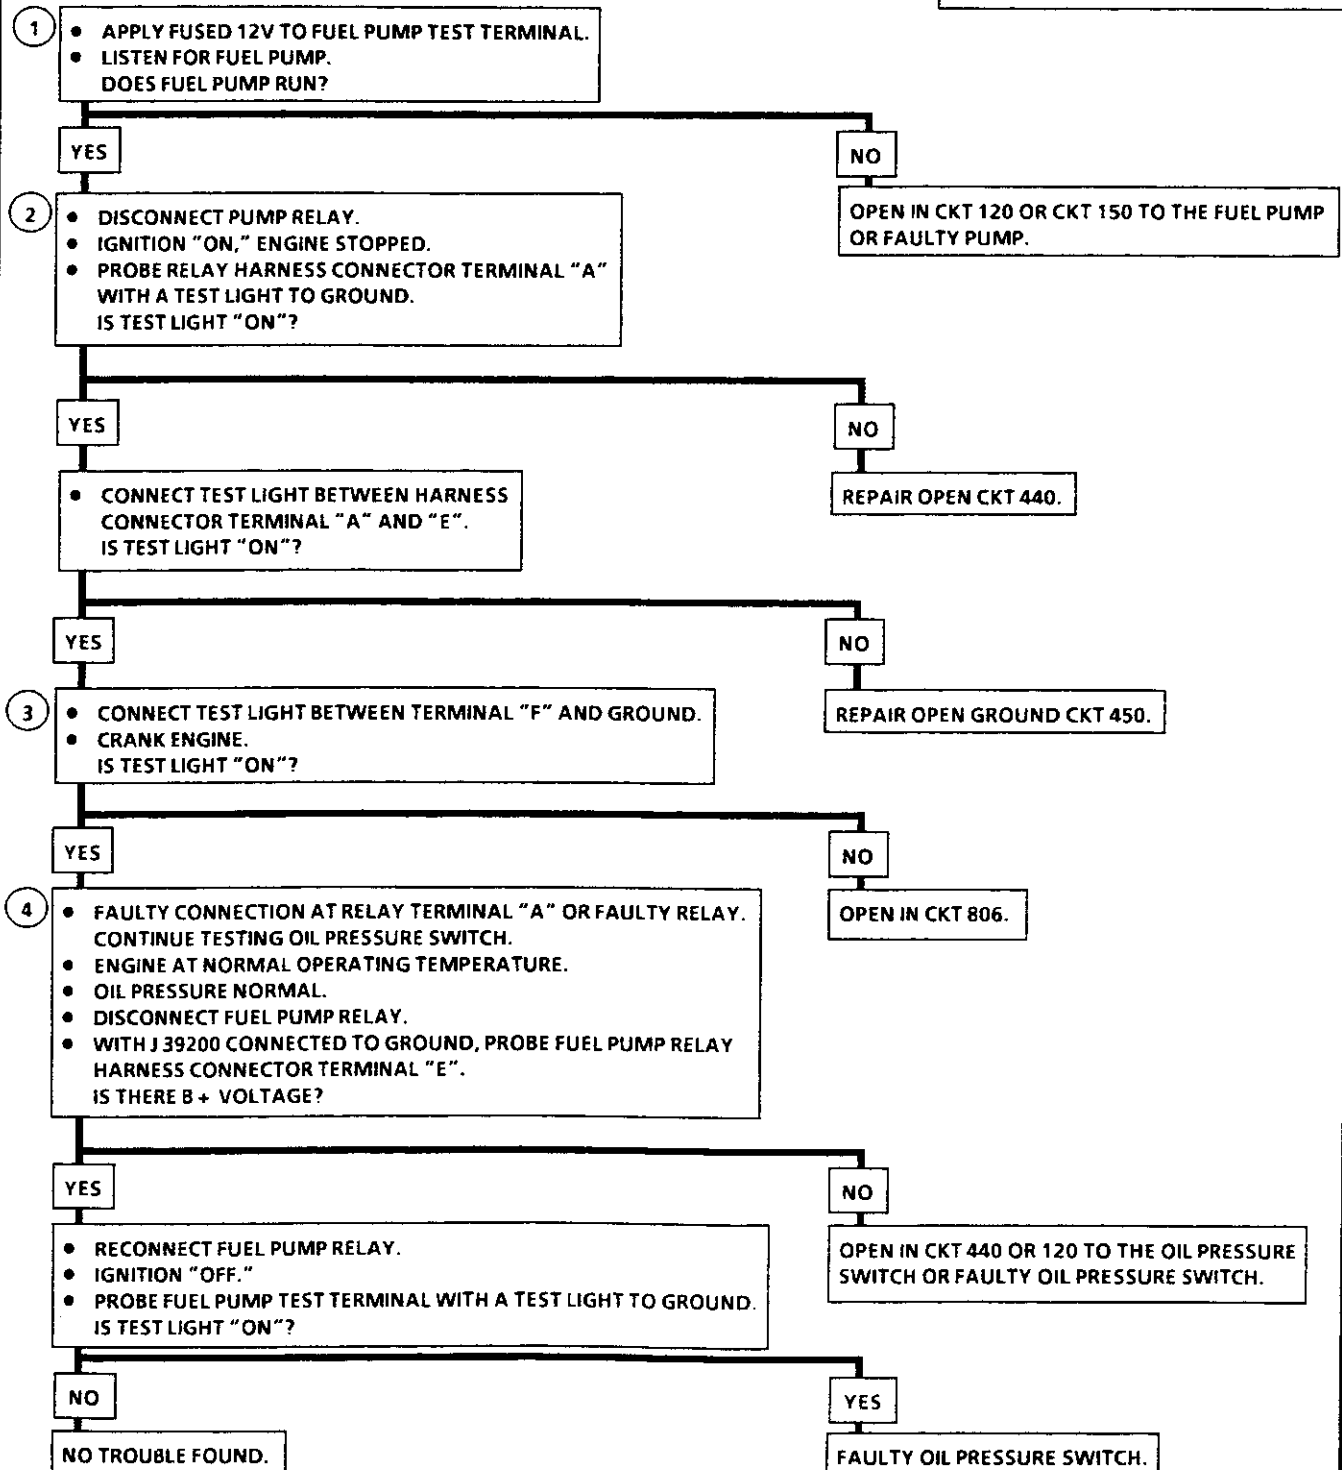 1
• APPLY FUSED 12V TO FUEL PUMP TEST TERMINAL.
• LISTEN FOR FUEL PUMP.
DOES FUEL PUMP RUN?
YES
NO
OPEN IN CKT 120 OR CKT 150 TO THE FUEL PUMP
OR FAULTY PUMP.
2
• DISCONNECT PUMP RELAY.
• IGNITION "ON," ENGINE STOPPED.
• PROBE RELAY HARNESS CONNECTOR TERMINAL "A"
WITH A TEST LIGHT TO GROUND.
IS TEST LIGHT "ON"?
YES
NO
REPAIR OPEN CKT 440.
• CONNECT TEST LIGHT BETWEEN HARNESS
CONNECTOR TERMINAL "A" AND "E".
IS TEST LIGHT "ON"?
YES
NO
REPAIR OPEN GROUND CKT 450.
3
• CONNECT TEST LIGHT BETWEEN TERMINAL "F" AND GROUND.
• CRANK ENGINE.
IS TEST LIGHT "ON"?
YES
NO
OPEN IN CKT 806.
4
• FAULTY CONNECTION AT RELAY TERMINAL "A" OR FAULTY RELAY.
CONTINUE TESTING OIL PRESSURE SWITCH.
• ENGINE AT NORMAL OPERATING TEMPERATURE.
• OIL PRESSURE NORMAL.
• DISCONNECT FUEL PUMP RELAY.
• WITH J 39200 CONNECTED TO GROUND, PROBE FUEL PUMP RELAY
HARNESS CONNECTOR TERMINAL "E".
IS THERE B + VOLTAGE?
YES
NO
OPEN IN CKT 440 OR 120 TO THE OIL PRESSURE
SWITCH OR FAULTY OIL PRESSURE SWITCH.
• RECONNECT FUEL PUMP RELAY.
• IGNITION "OFF."
• PROBE FUEL PUMP TEST TERMINAL WITH A TEST LIGHT TO GROUND.
IS TEST LIGHT "ON"?
NO
YES
NO TROUBLE FOUND.
FAULTY OIL PRESSURE SWITCH.